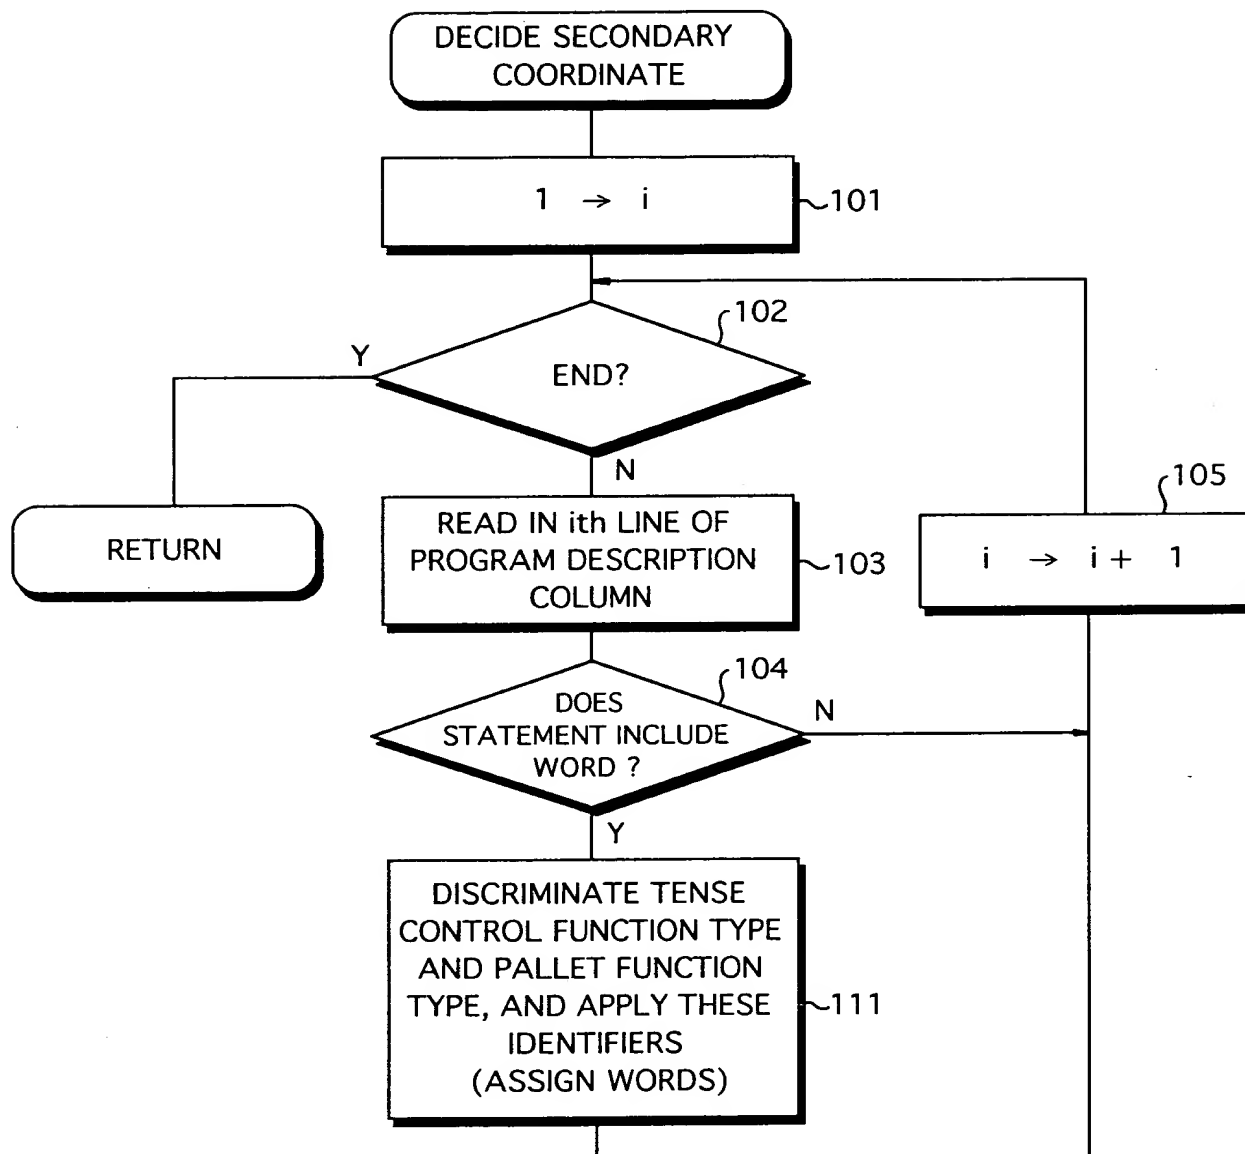 DECIDE SECONDARY
COORDINATE
1 → i
101
102
Y
END?
N
RETURN
READ IN ith LINE OF
PROGRAM DESCRIPTION
COLUMN
103
105
i → i + 1
104
DOES
STATEMENT INCLUDE
WORD ?
N
Y
DISCRIMINATE TENSE
CONTROL FUNCTION TYPE
AND PALLET FUNCTION
TYPE, AND APPLY THESE
IDENTIFIERS
(ASSIGN WORDS)
111